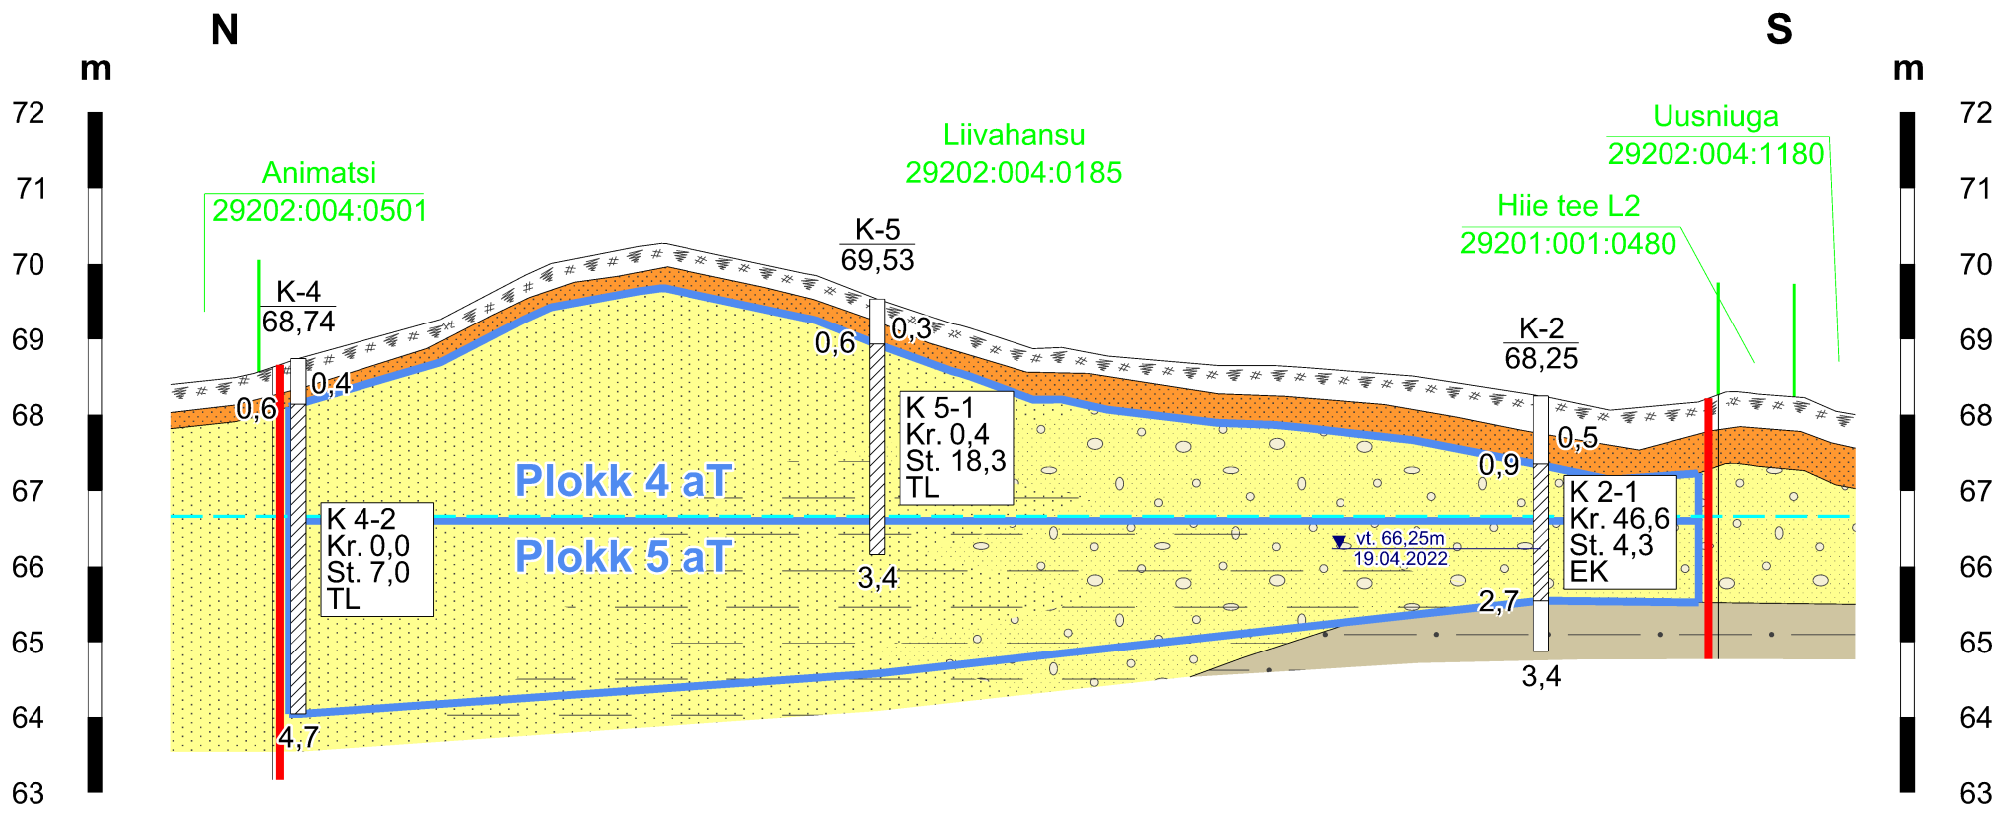 N
S
m
m
72
71
70
69
68
67
66
65
64
63
72
71
70
69
68
67
66
65
64
63
Animatsi
29202:004:0501
Liivahansu
29202:004:0185
Uusniuga
29202:004:1180
Hiie tee L2
29201:001:0480
K-4
68,74
K-5
69,53
K-2
68,25
0,4
0,6
0,3
0,6
0,5
0,9
K 5-1
Kr. 0,4
St. 18,3
TL
K 4-2
Kr. 0,0
St. 7,0
TL
K 2-1
Kr. 46,6
St. 4,3
EK
Plokk 4 aT
Plokk 5 aT
vt. 66,25m
19.04.2022
3,4
2,7
3,4
4,7